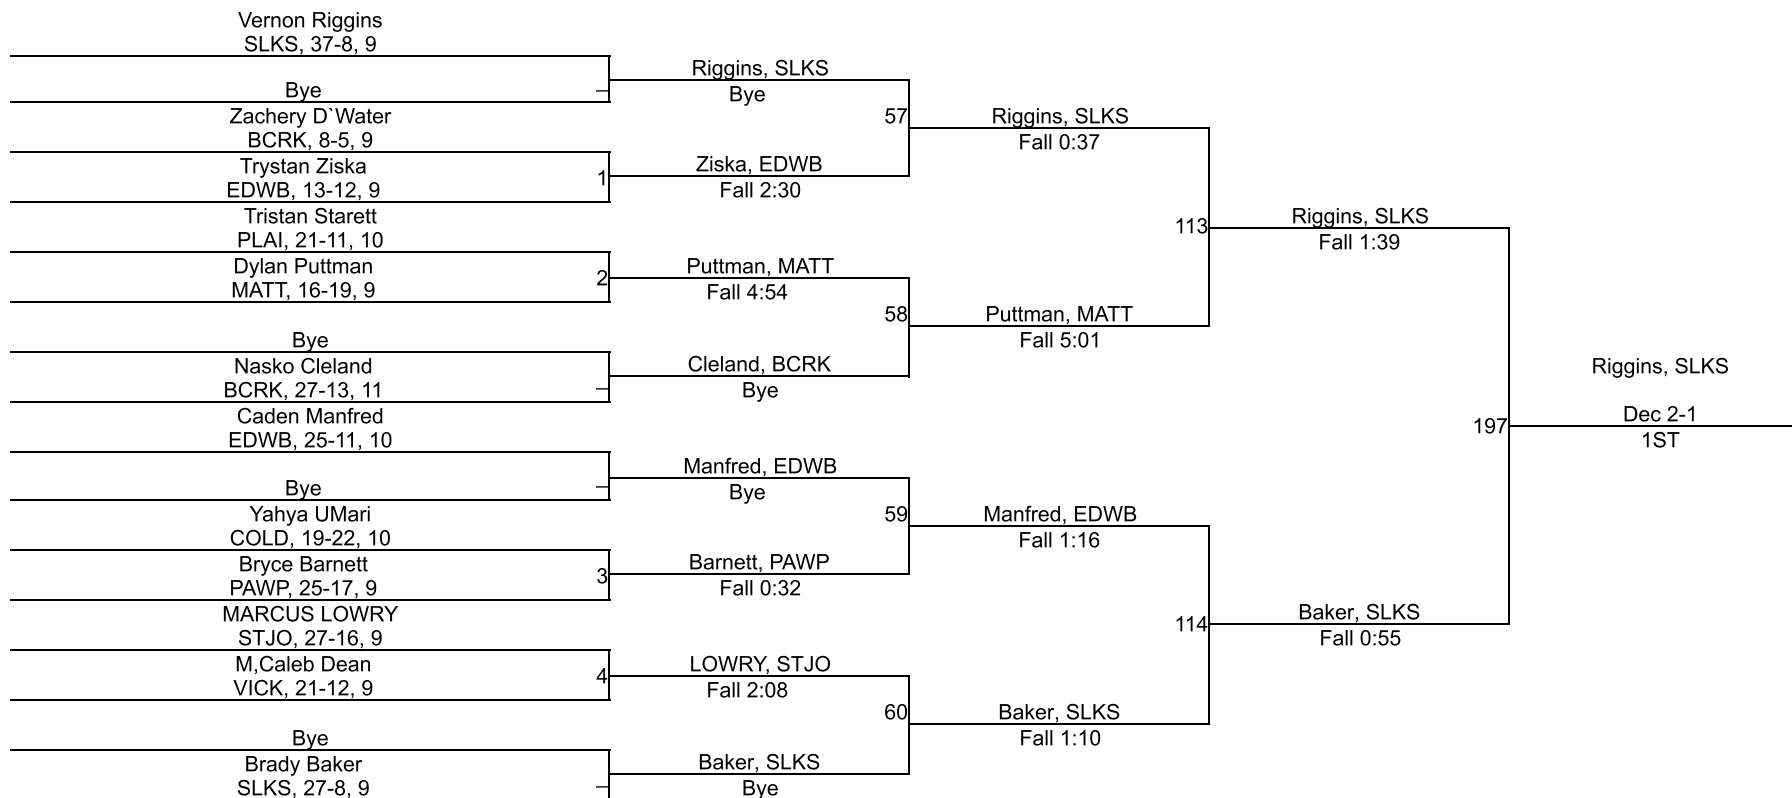 Vernon Riggins
SLKS, 37-8, 9
Bye
Zachery D`Water
BCRK, 8-5, 9
Trystan Ziska
EDWB, 13-12, 9
Tristan Starett
PLAI, 21-11, 10
Dylan Puttman
MATT, 16-19, 9
Bye
Nasko Cleland
BCRK, 27-13, 11
Caden Manfred
EDWB, 25-11, 10
Bye
Yahya UMari
COLD, 19-22, 10
Bryce Barnett
PAWP, 25-17, 9
MARCUS LOWRY
STJO, 27-16, 9
M,Caleb Dean
VICK, 21-12, 9
Bye
Brady Baker
SLKS, 27-8, 9
1
2
3
4
Riggins, SLKS
Bye
Ziska, EDWB
Fall 2:30
Puttman, MATT
Fall 4:54
Cleland, BCRK
Bye
Manfred, EDWB
Bye
Barnett, PAWP
Fall 0:32
LOWRY, STJO
Fall 2:08
Baker, SLKS
Bye
57
58
59
60
Riggins, SLKS
Fall 0:37
Puttman, MATT
Fall 5:01
Manfred, EDWB
Fall 1:16
Baker, SLKS
Fall 1:10
113
114
Riggins, SLKS
Fall 1:39
Baker, SLKS
Fall 0:55
197
Riggins, SLKS
Dec 2-1
1ST